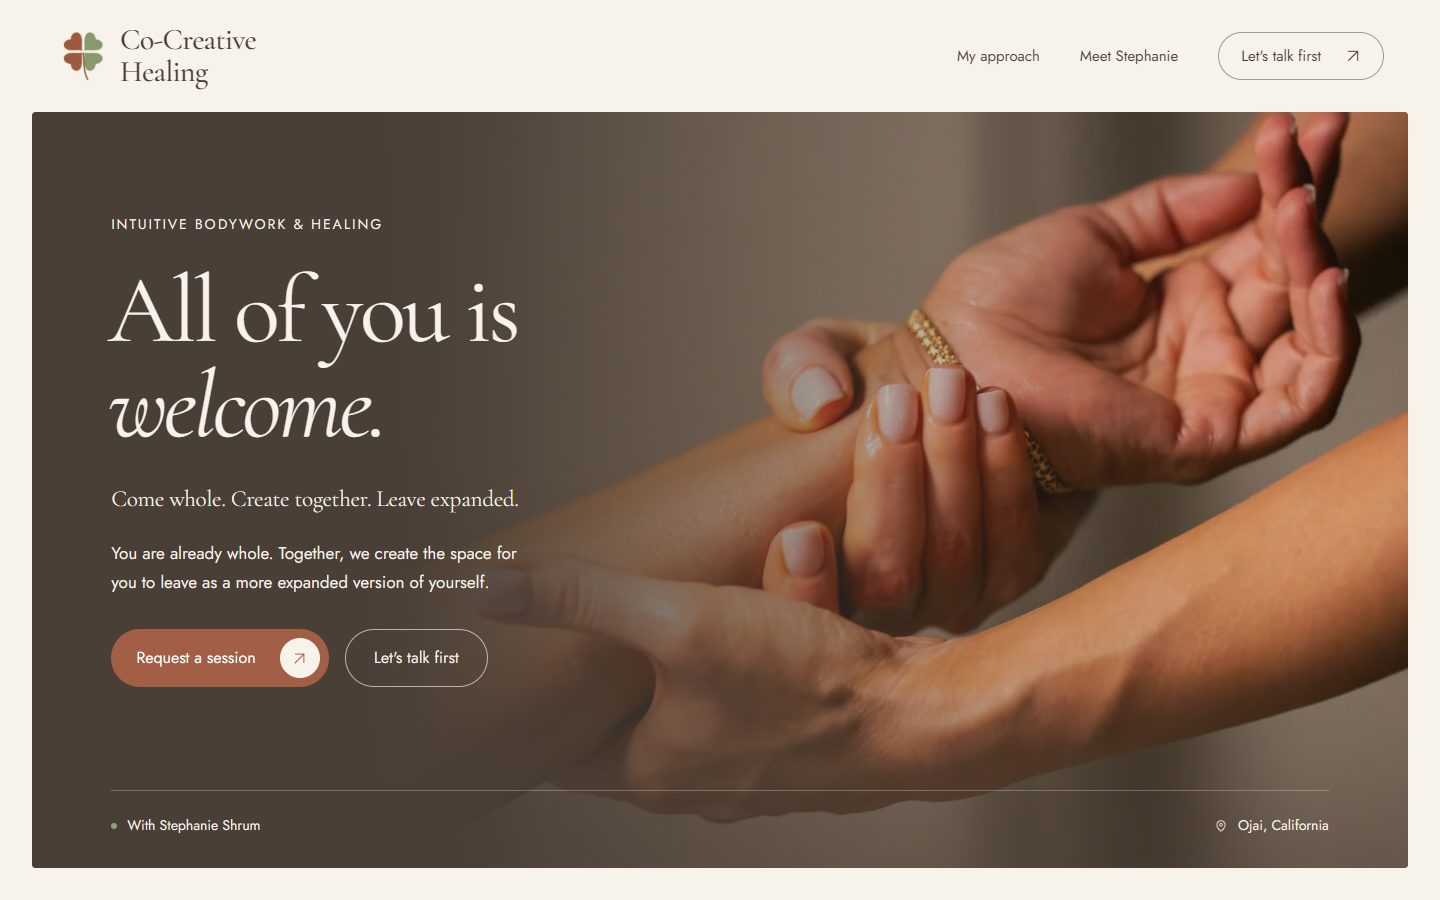 Co-Creative
Healing
My approach
Meet Stephanie
Let's talk first
INTUITIVE BODYWORK & HEALING
All of you is
welcome.
Come whole. Create together. Leave expanded.
You are already whole. Together, we create the space for
you to leave as a more expanded version of yourself.
Request a session
Let's talk first
With Stephanie Shrum
Ojai, California